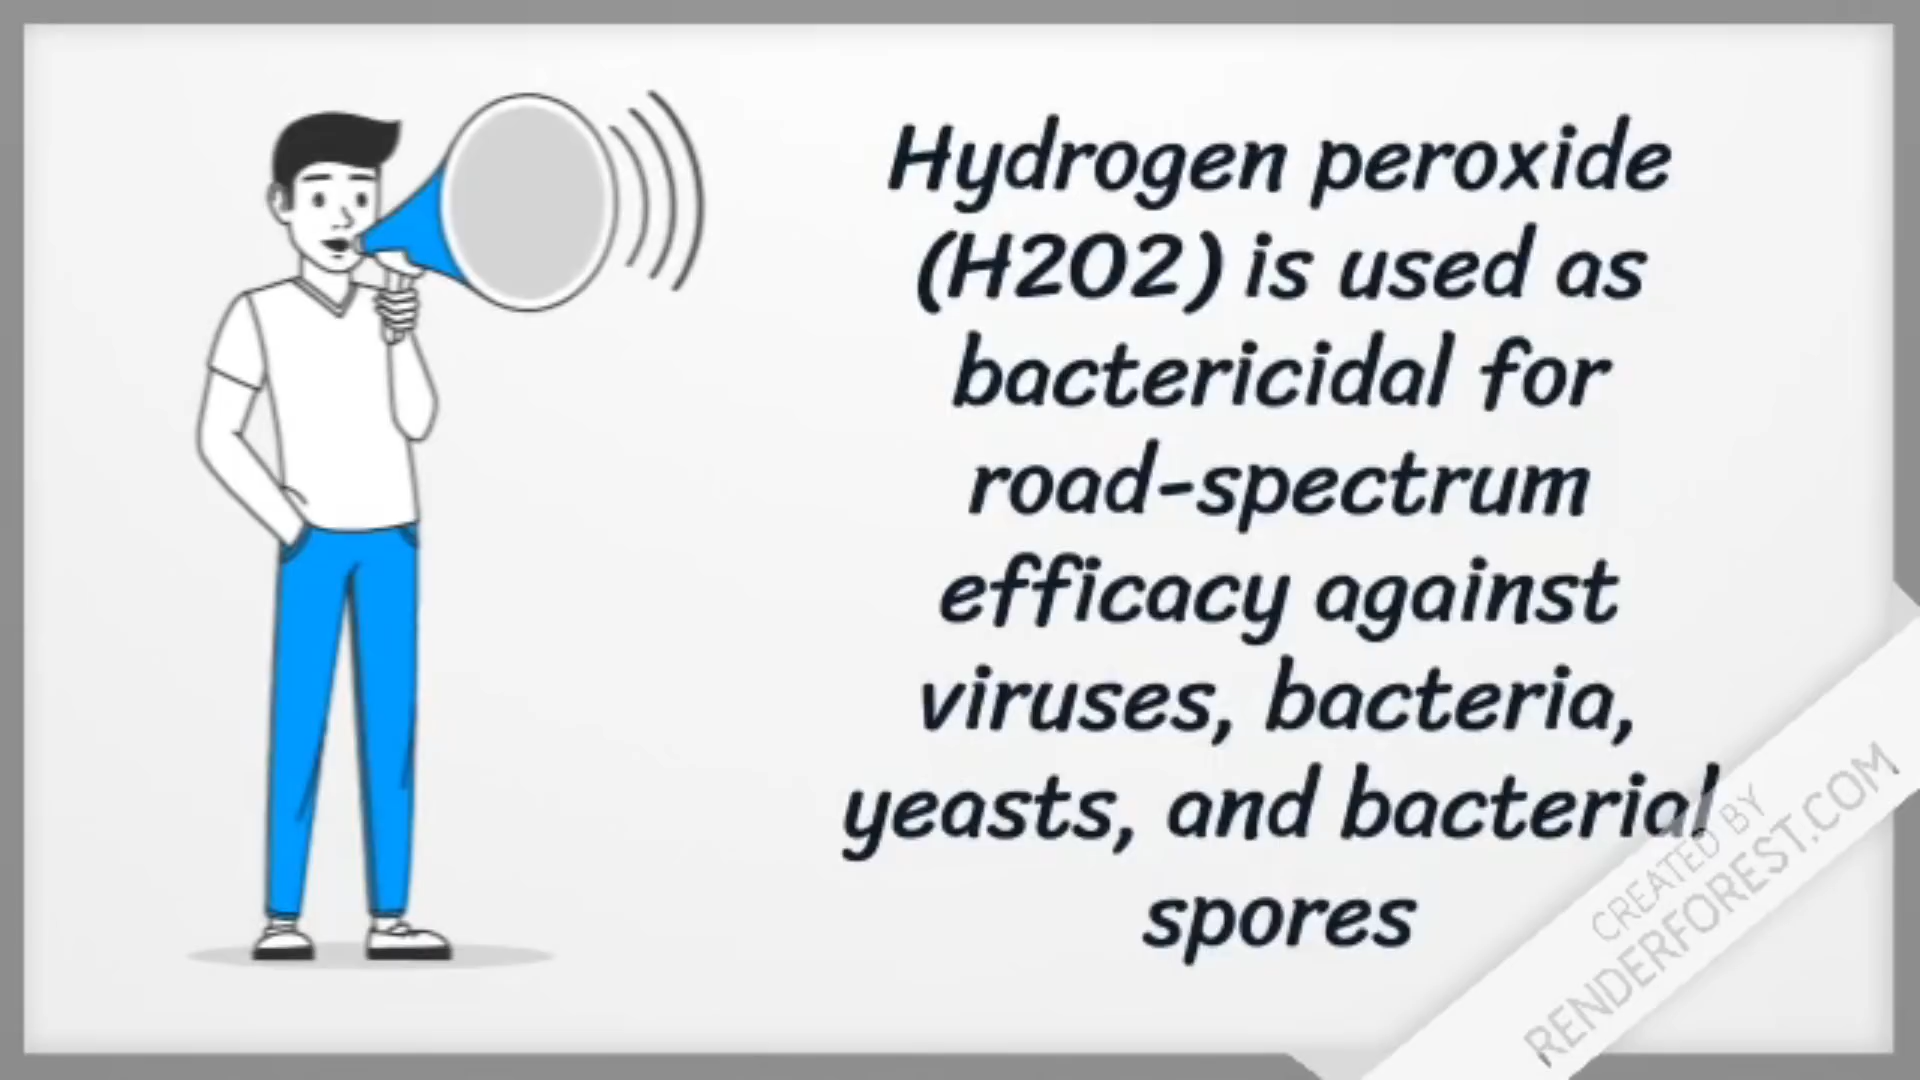 Hydrogen peroxide
(H2O2) is used as
bactericidal for
road-spectrum
efficacy against
viruses, bacteria,
yeasts, and bacterial
spores
CREATED BY
RENDERFOREST.COM